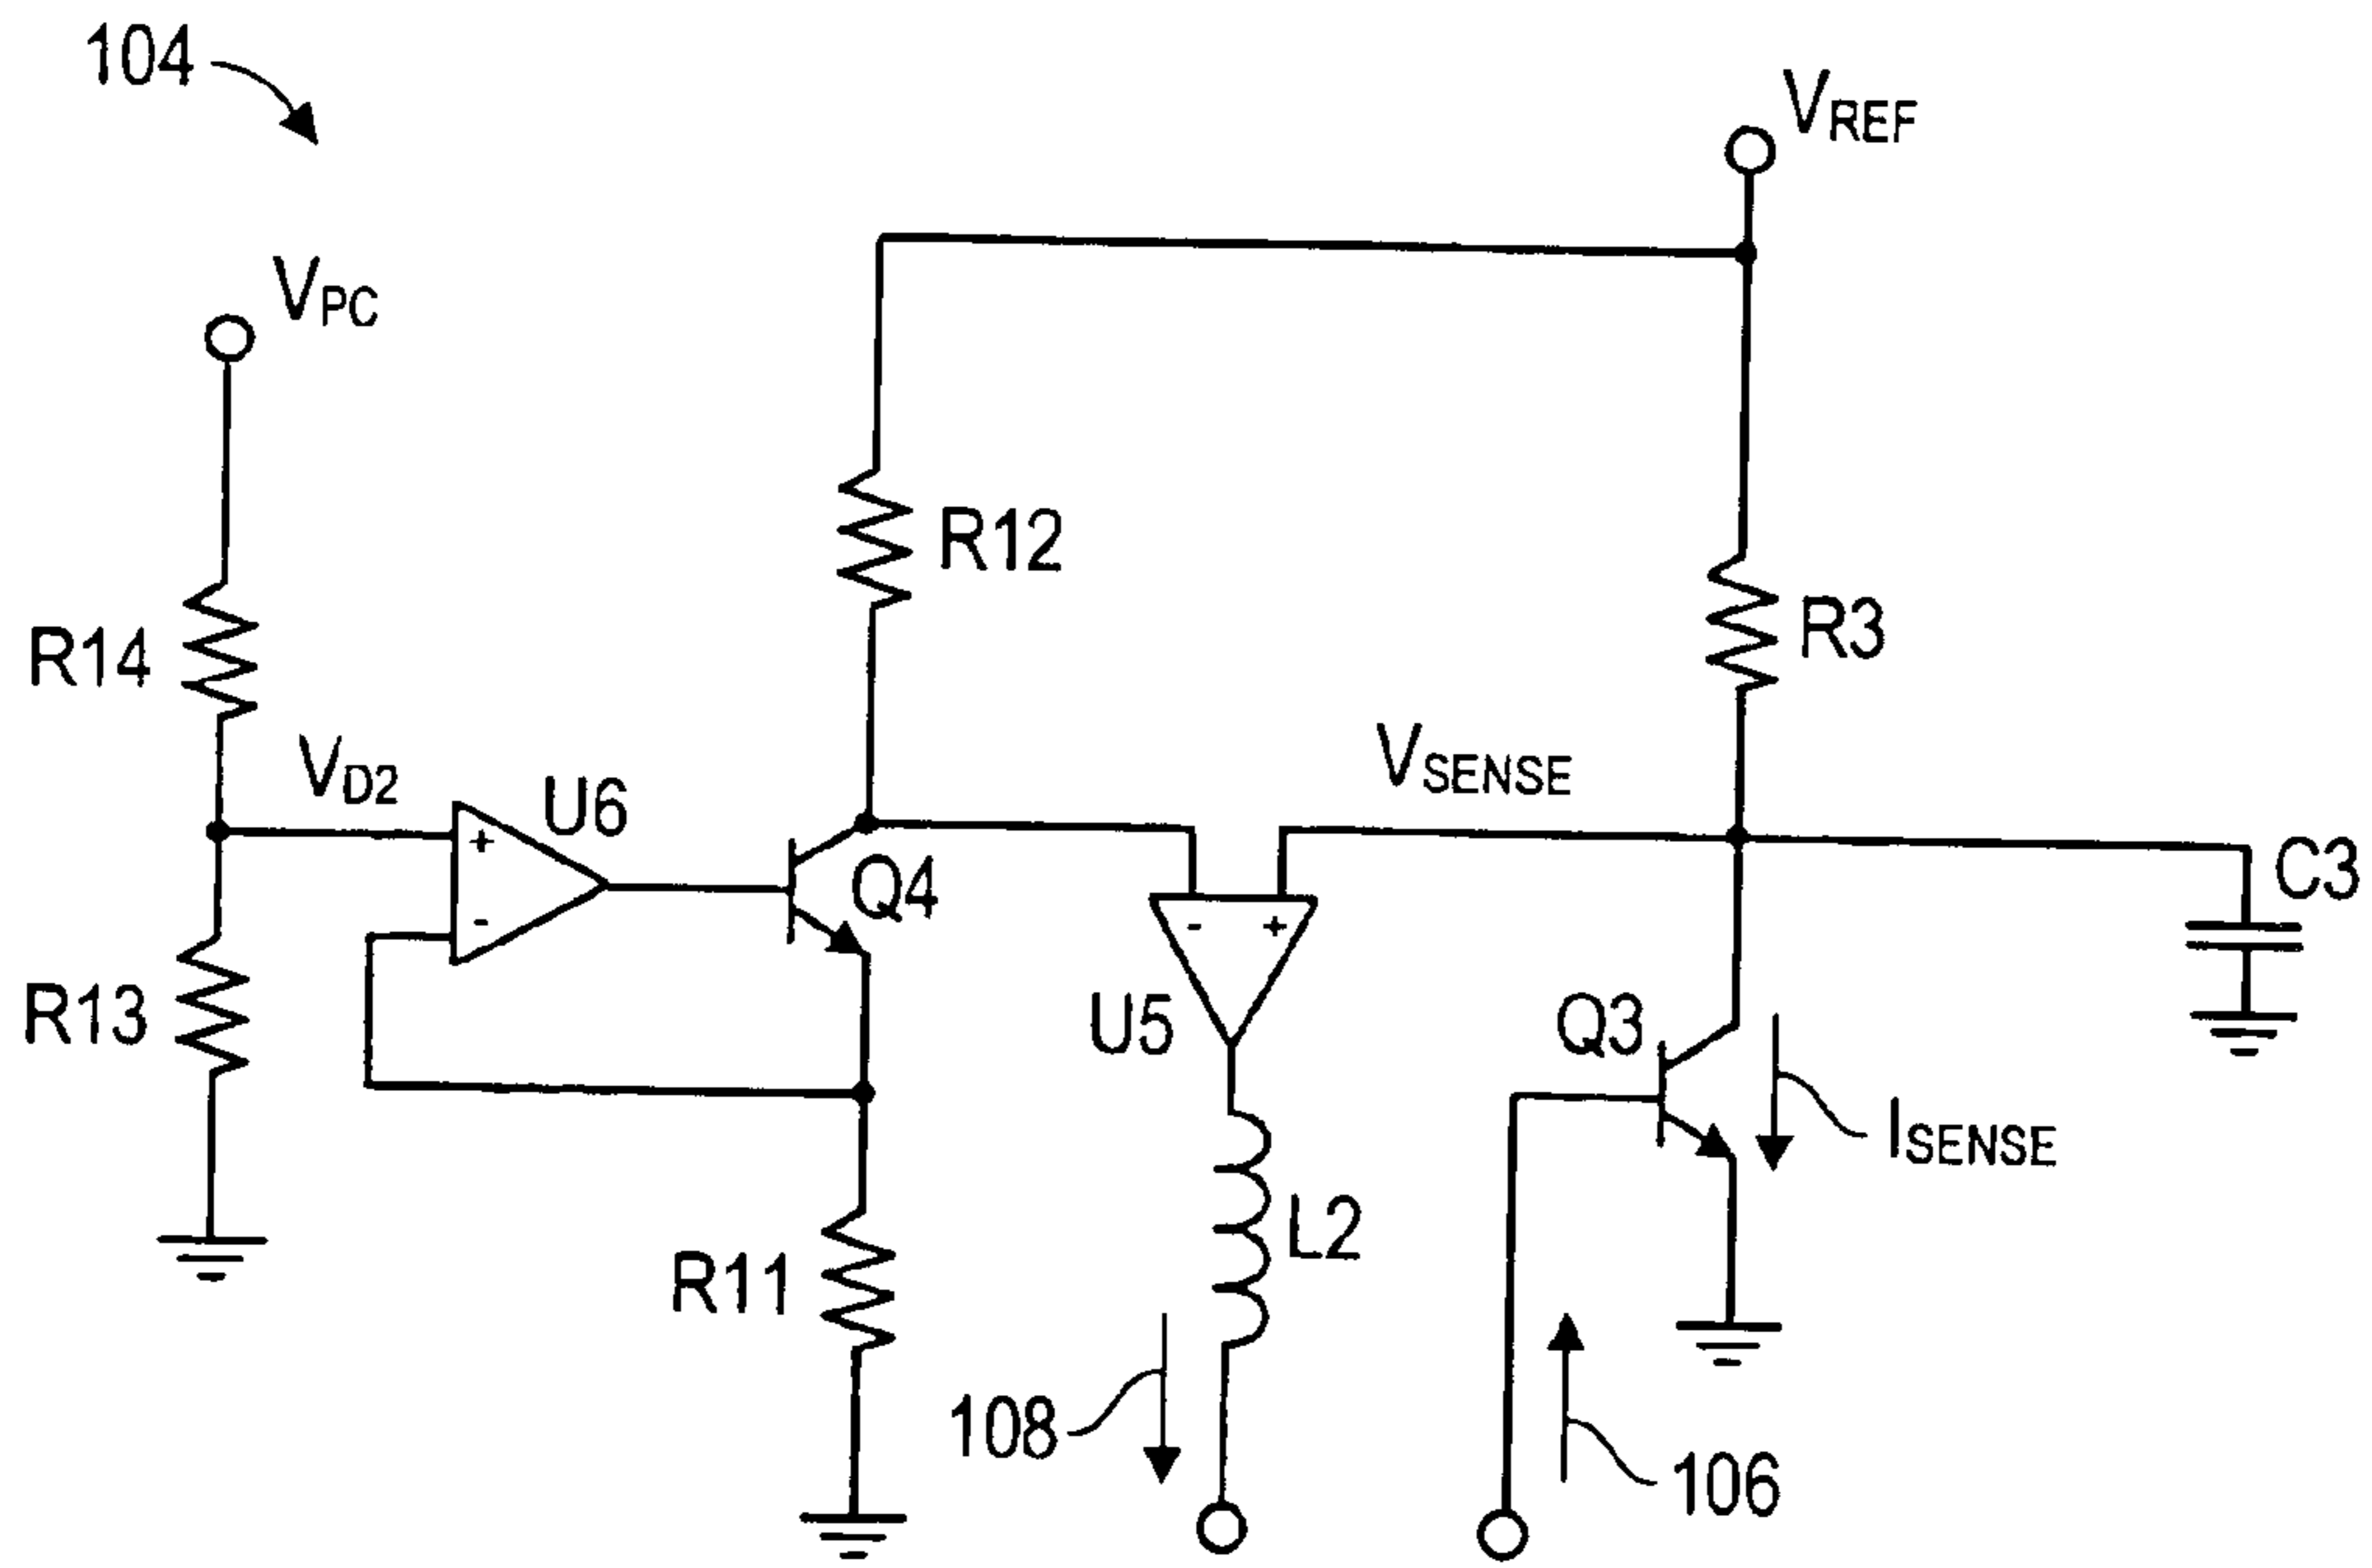 104
VREF
VPC
R12
R14
R3
VD2
U6
VSENSE
+
-
Q4
C3
-
+
R13
U5
Q3
ISENSE
L2
R11
108
106